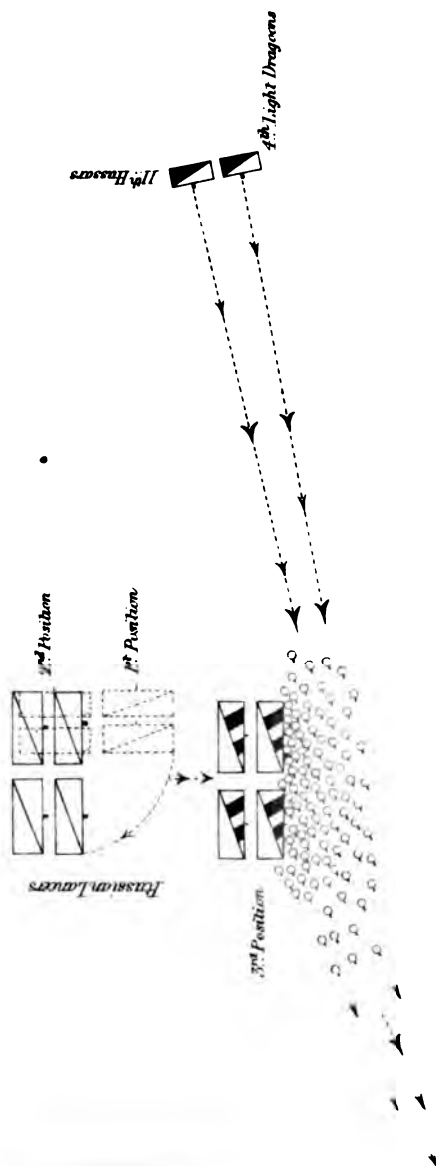 11th Hussars
4th Light Dragoons
2nd Position
1st Position
Russian Lancers
3rd Position